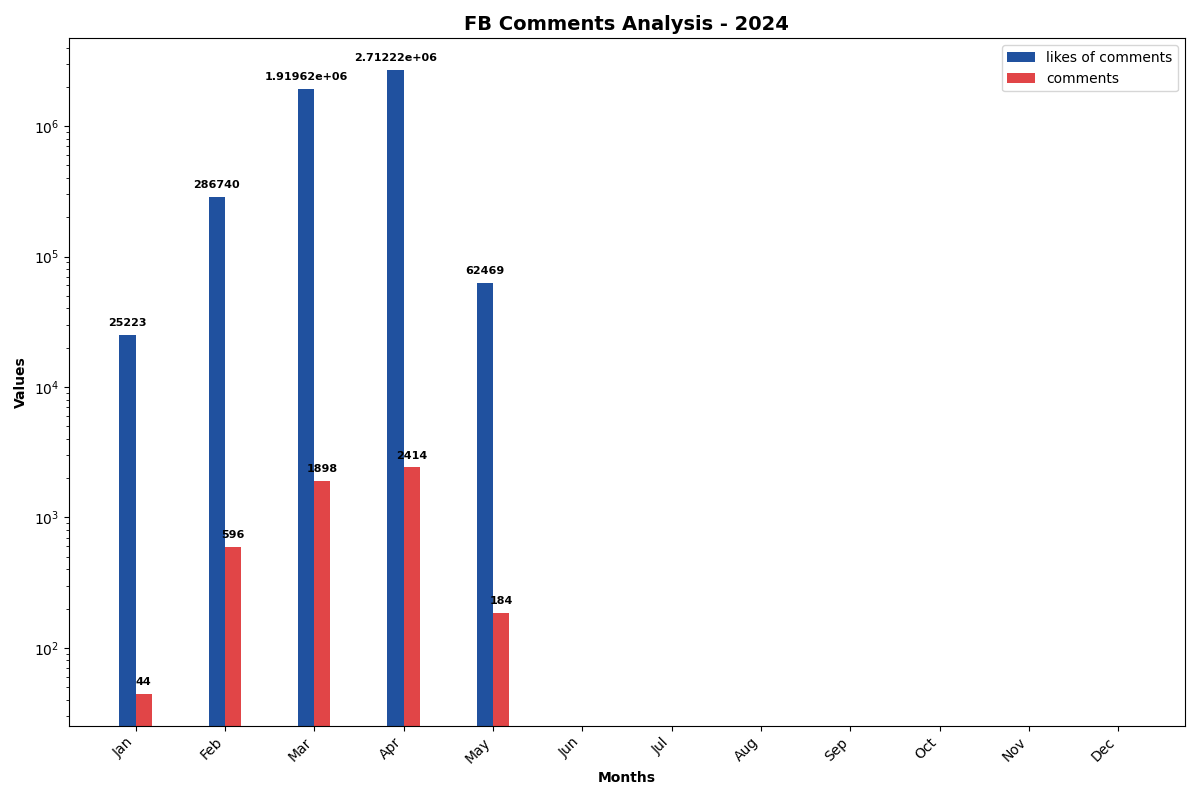 FB Comments Analysis - 2024
likes of comments
comments
Values
10^6
10^5
10^4
10^3
10^2
25223
44
286740
596
1.91962e+06
1898
2.71222e+06
2414
62469
184
Jan
Feb
Mar
Apr
May
Jun
Jul
Aug
Sep
Oct
Nov
Dec
Months